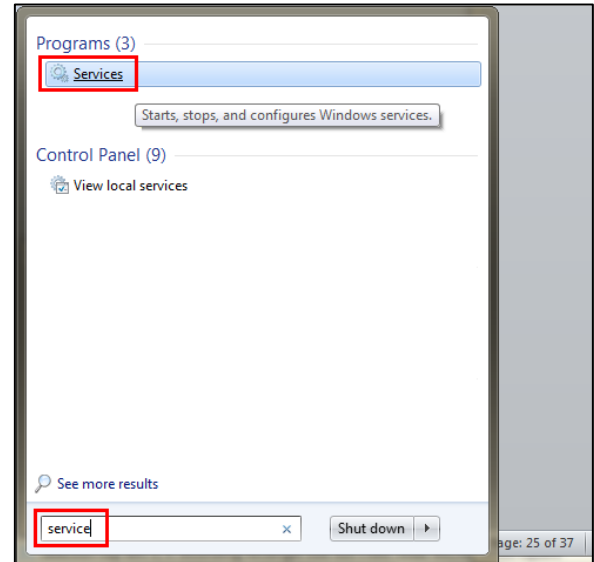 Programs (3)
Services
Starts, stops, and configures Windows services.
Control Panel (9)
View local services
See more results
service
Shut down
age: 25 of 37